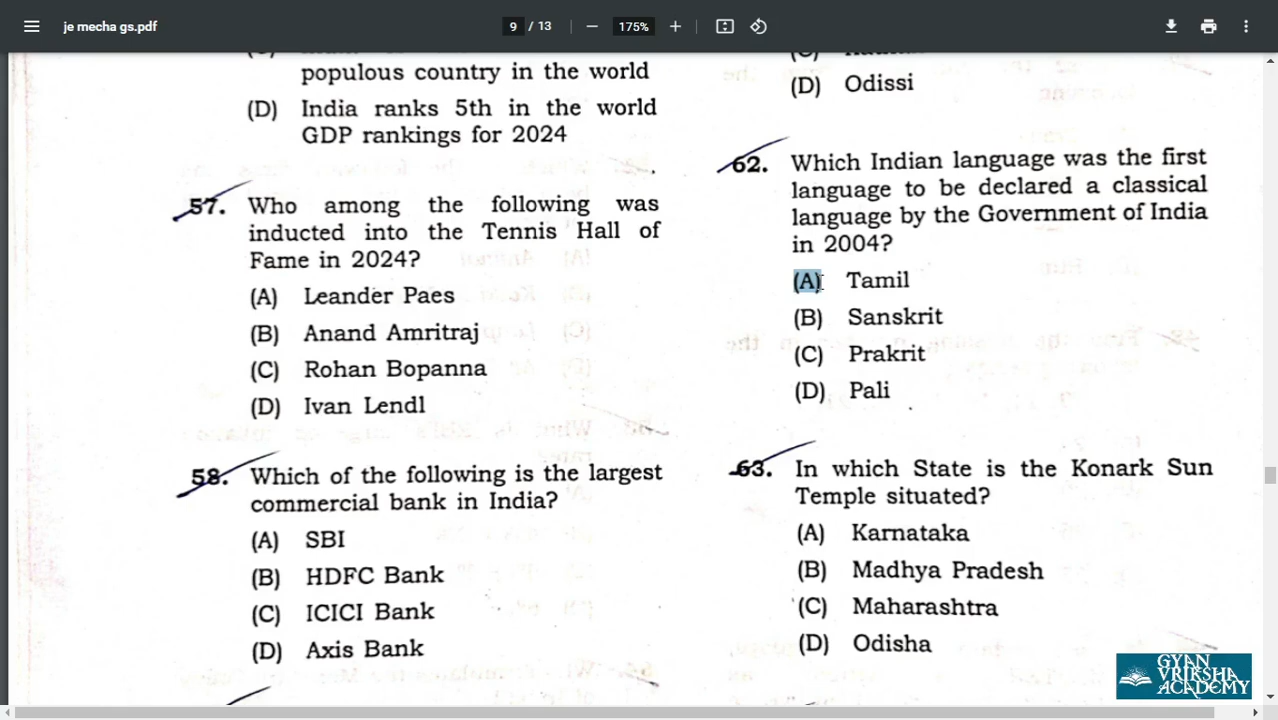 je mecha gs.pdf
9 / 13
175%
populous country in the world
(D) India ranks 5th in the world
GDP rankings for 2024
57. Who among the following was
inducted into the Tennis Hall of
Fame in 2024?
(A) Leander Paes
(B) Anand Amritraj
(C) Rohan Bopanna
(D) Ivan Lendl
58. Which of the following is the largest
commercial bank in India?
(A) SBI
(B) HDFC Bank
(C) ICICI Bank
(D) Axis Bank
(D) Odissi
62. Which Indian language was the first
language to be declared a classical
language by the Government of India
in 2004?
(A) Tamil
(B) Sanskrit
(C) Prakrit
(D) Pali
63. In which State is the Konark Sun
Temple situated?
(A) Karnataka
(B) Madhya Pradesh
(C) Maharashtra
(D) Odisha
GYAN
VRIKSHA
ACADEMY